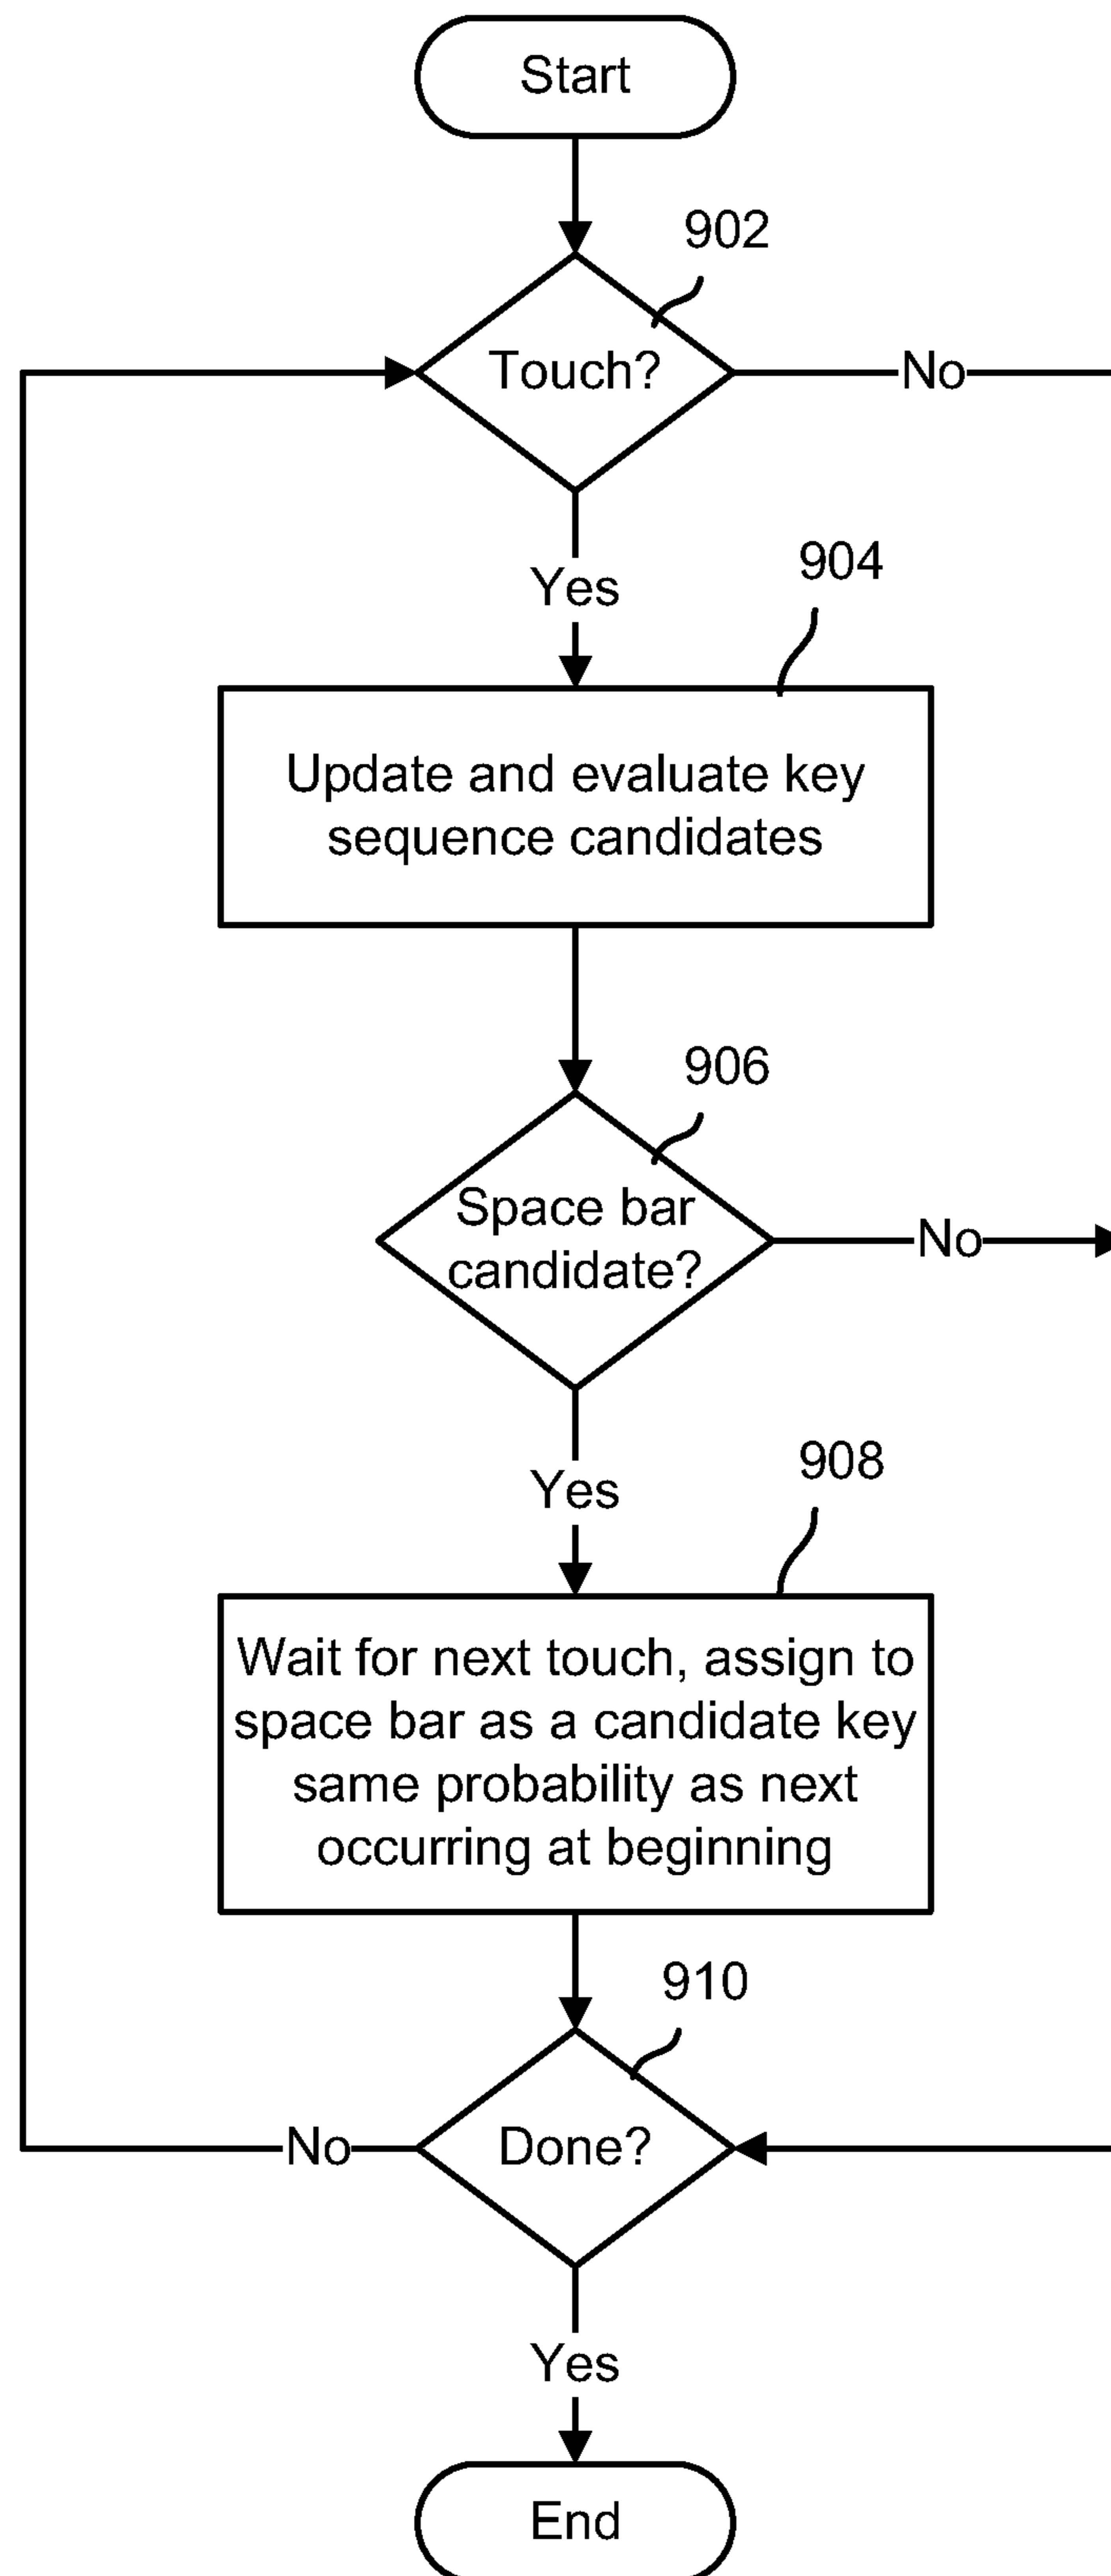 Start
902
Touch?
No
Yes
904
Update and evaluate key
sequence candidates
906
Space bar
candidate?
No
Yes
908
Wait for next touch, assign to
space bar as a candidate key
same probability as next
occurring at beginning
910
Done?
No
Yes
End